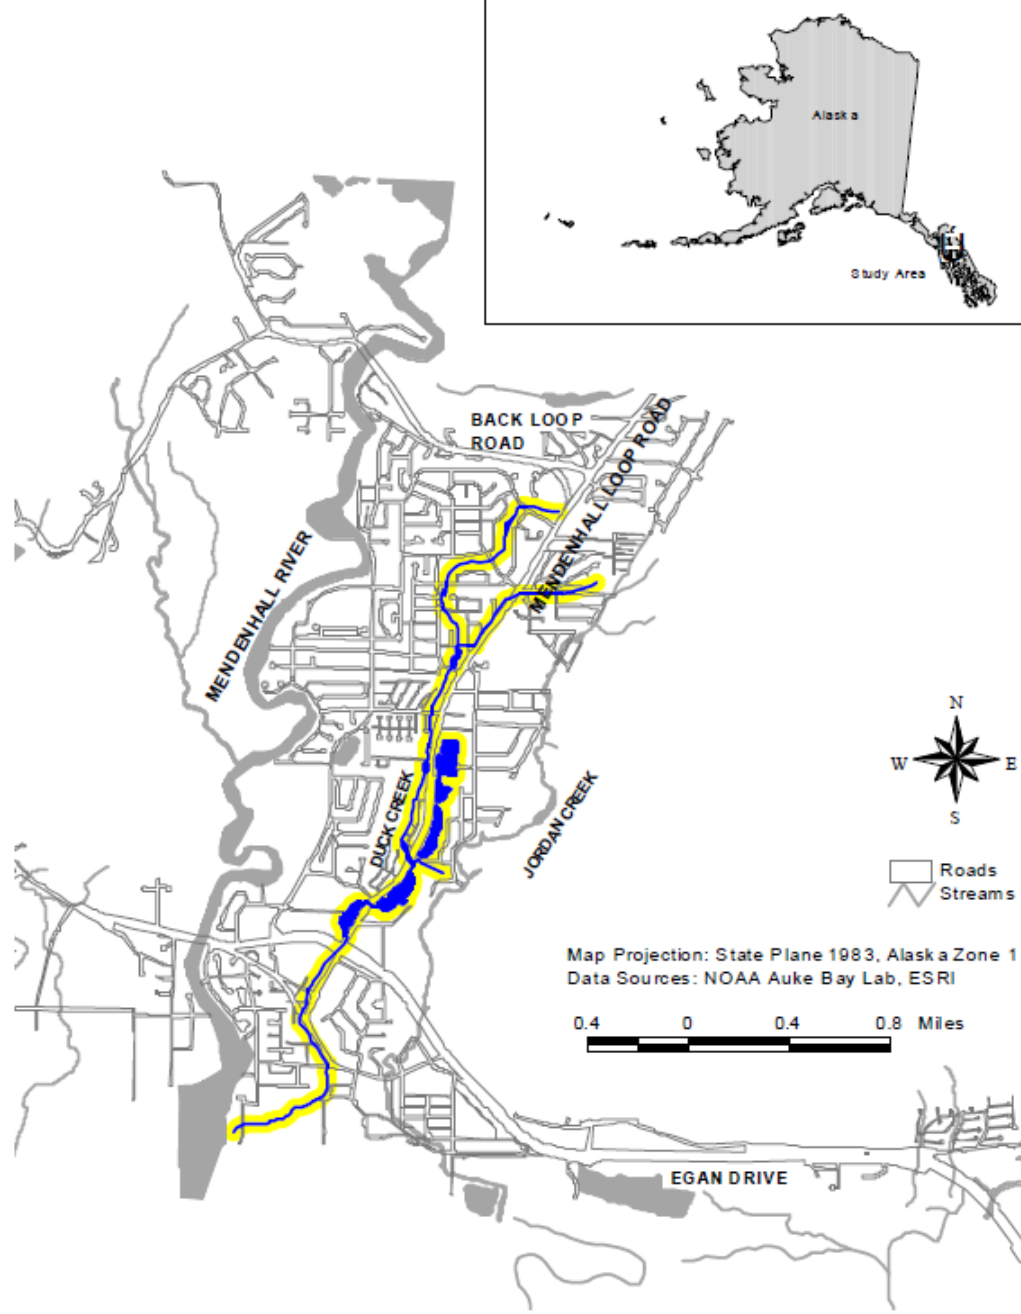 Alaska
Study Area
BACK LOOP
ROAD
MENDENHALL LOOP ROAD
MENDENHALL RIVER
DUCK CREEK
JORDAN CREEK
N
W
E
S
Roads
Streams
Map Projection: State Plane 1983, Alaska Zone 1
Data Sources: NOAA Auke Bay Lab, ESRI
0.4 0 0.4 0.8 Miles
EGAN DRIVE